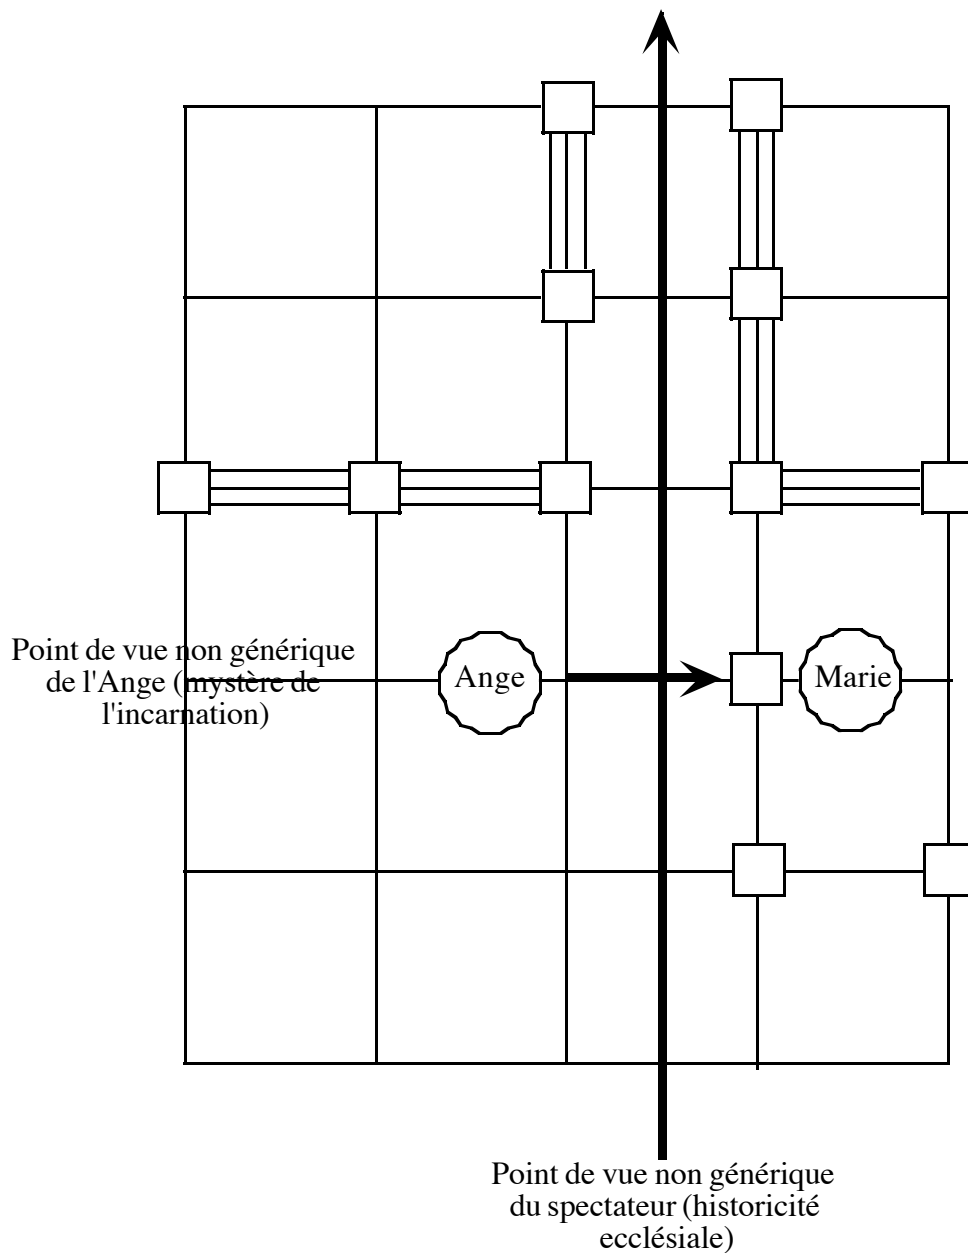 Point de vue non générique
de l'Ange (mystère de
l'incarnation)
Ange
Marie
Point de vue non générique
du spectateur (historicité
ecclésiale)